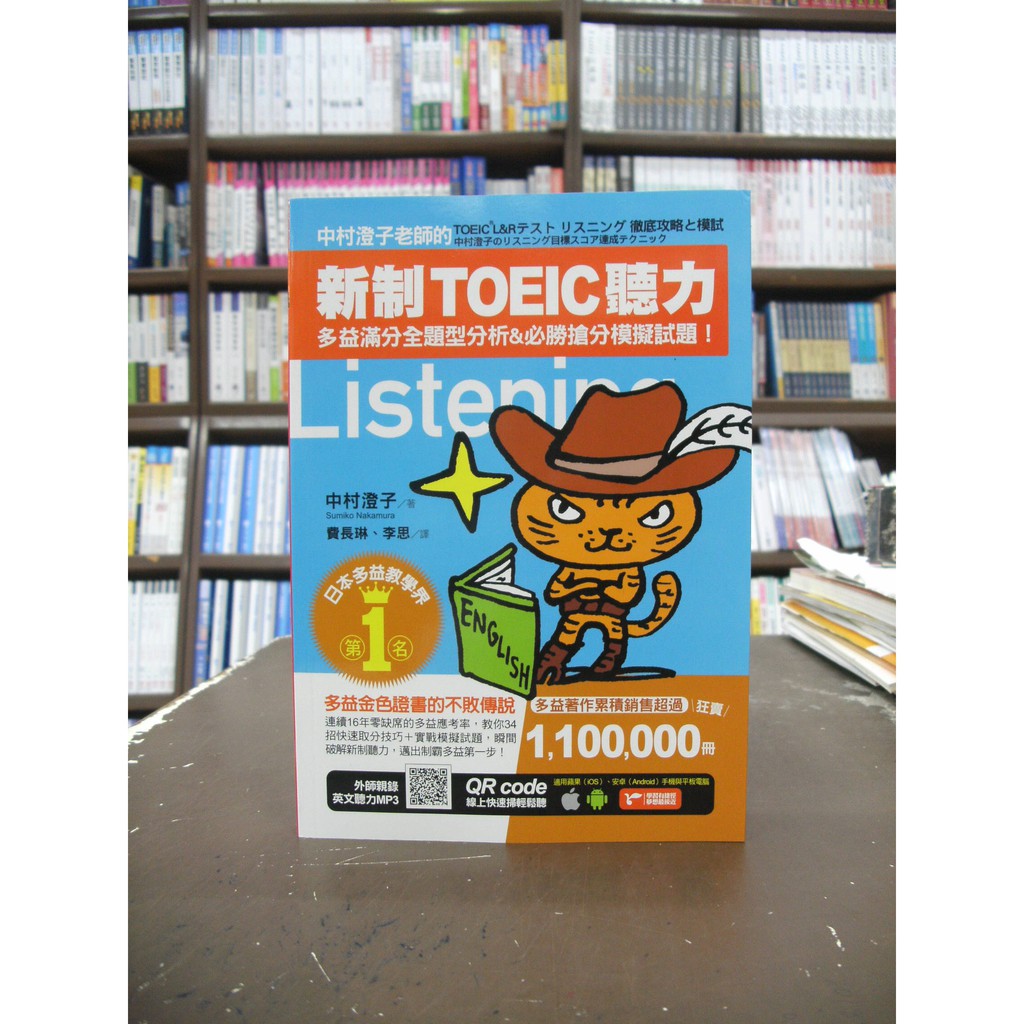 中村澄子老師的
TOEIC®L&Rテスト リスニング 徹底攻略と模試
中村澄子のリスニング目標スコア達成テクニック
新制TOEIC聽力
多益滿分全題型分析&必勝搶分模擬試題！
Listening
中村澄子／著
Sumiko Nakamura
費長琳、李思／譯
ENGLISH
日本多益教學界
第1名
多益金色證書的不敗傳說
連續16年零缺席的多益應考率，教你34
招快速取分技巧＋實戰模擬試題，瞬間
破解新制聽力，邁出制霸多益第一步！
多益著作累積銷售超過
狂賣
1,100,000冊
外師親錄
英文聽力MP3
QR code
線上快速掃輕鬆聽
適用蘋果（iOS）、安卓（Android）手機與平板電腦